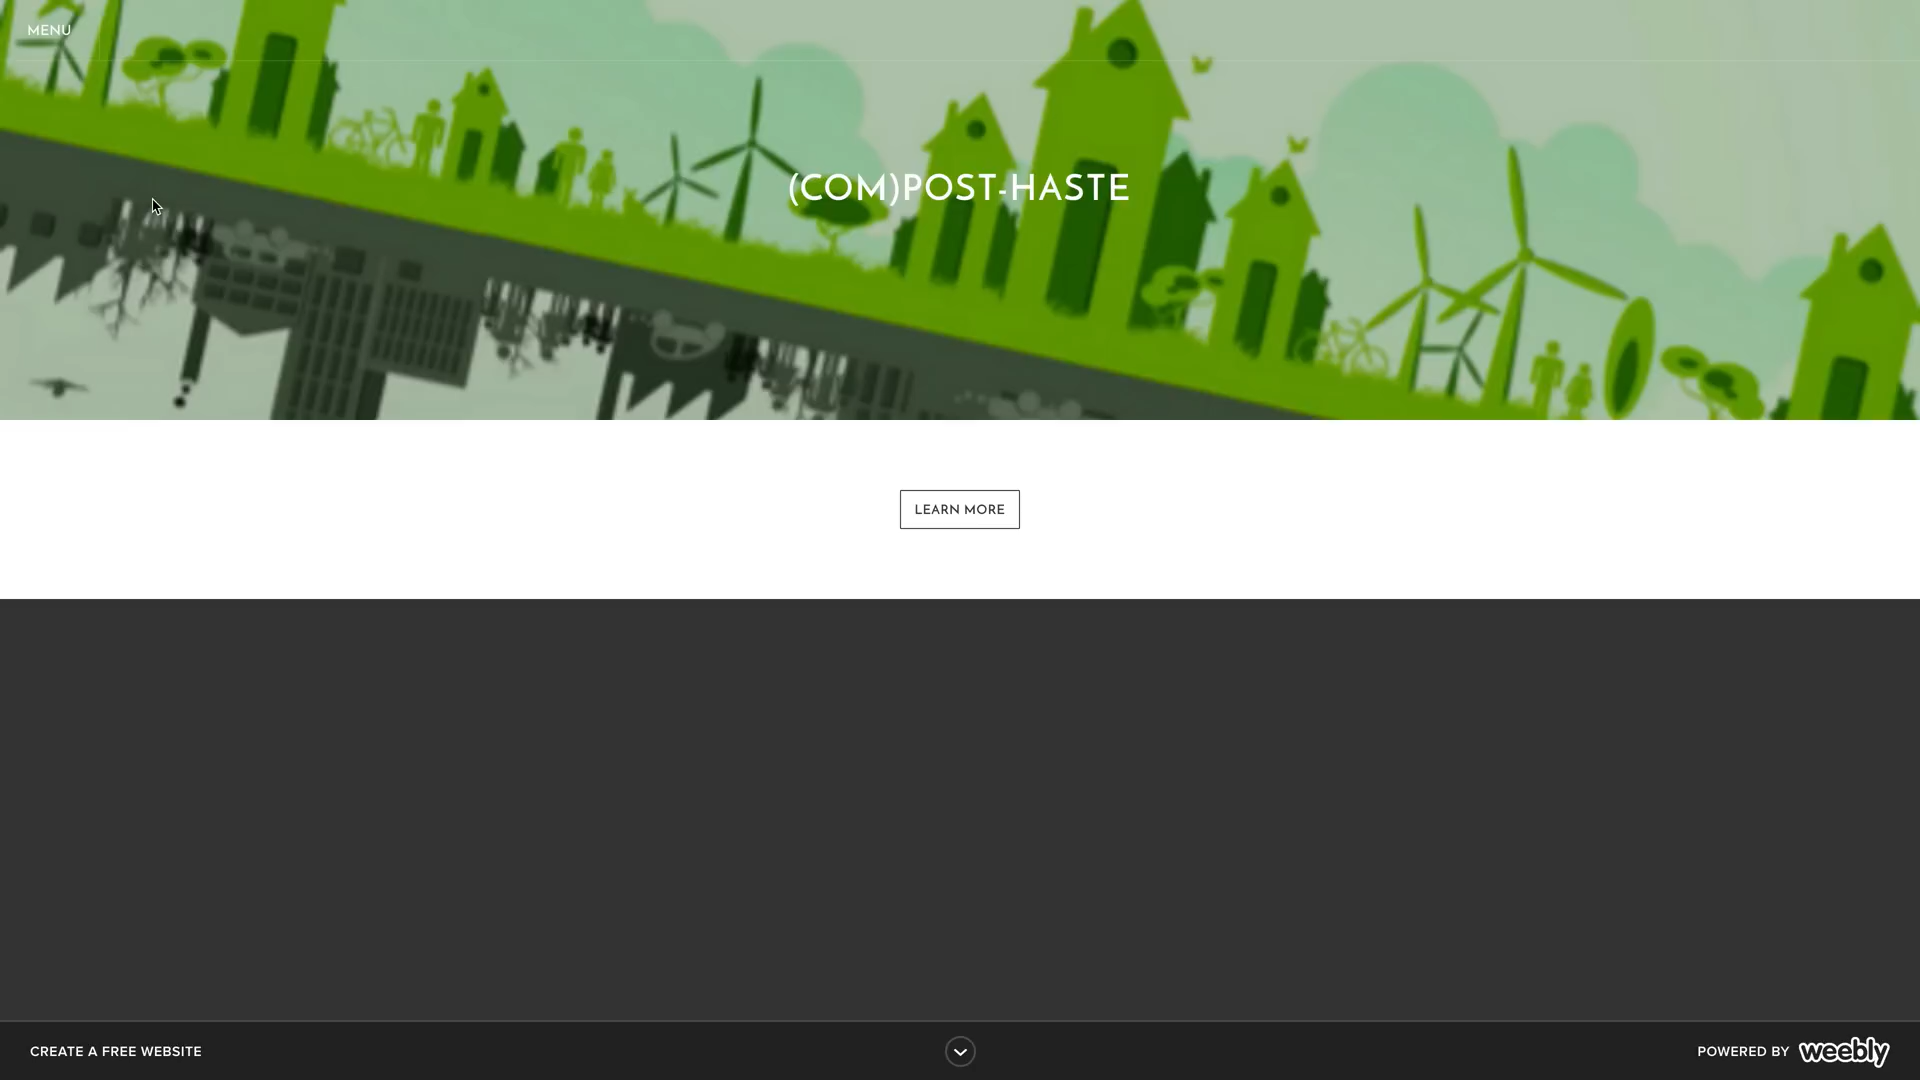 MENU
(COM)POST-HASTE
LEARN MORE
CREATE A FREE WEBSITE
POWERED BY weebly